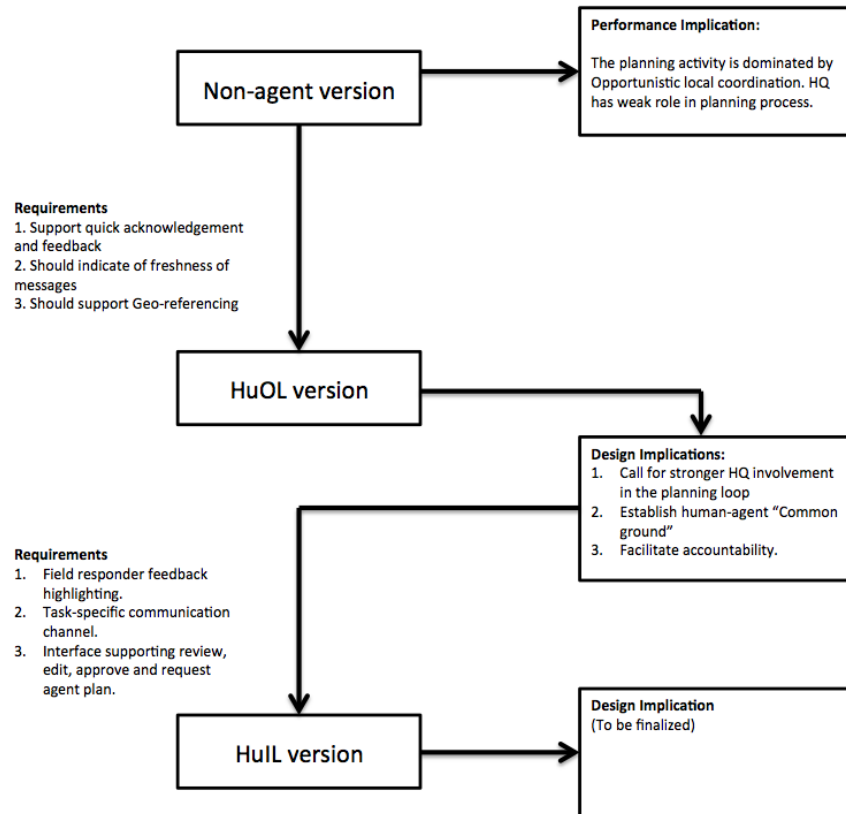 Performance Implication:
The planning activity is dominated by
Opportunistic local coordination. HQ
has weak role in planning process.
Non-agent version
Requirements
1. Support quick acknowledgement
and feedback
2. Should indicate of freshness of
messages
3. Should support Geo-referencing
HuOL version
Design Implications:
1. Call for stronger HQ involvement
in the planning loop
2. Establish human-agent “Common
ground”
3. Facilitate accountability.
Requirements
1. Field responder feedback
highlighting.
2. Task-specific communication
channel.
3. Interface supporting review,
edit, approve and request
agent plan.
HuIL version
Design Implication
(To be finalized)